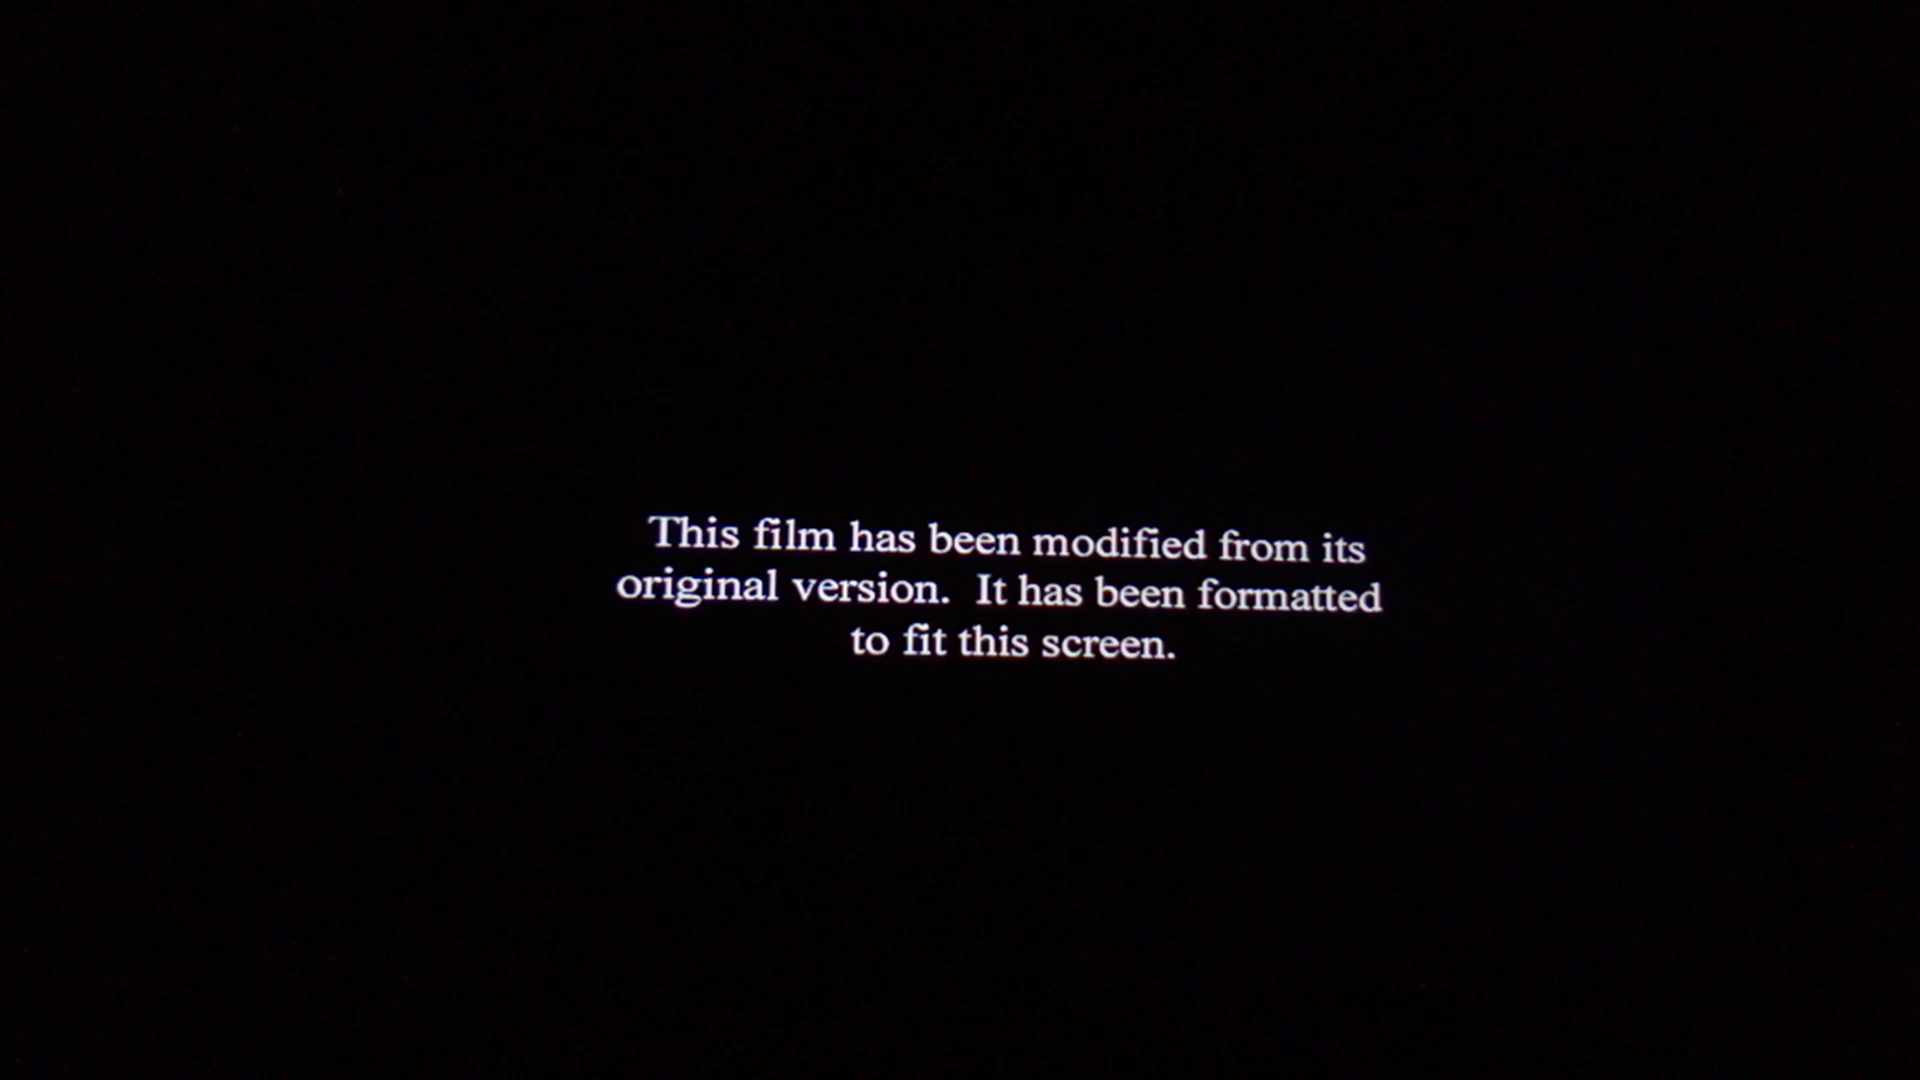 This film has been modified from its
original version.  It has been formatted
to fit this screen.